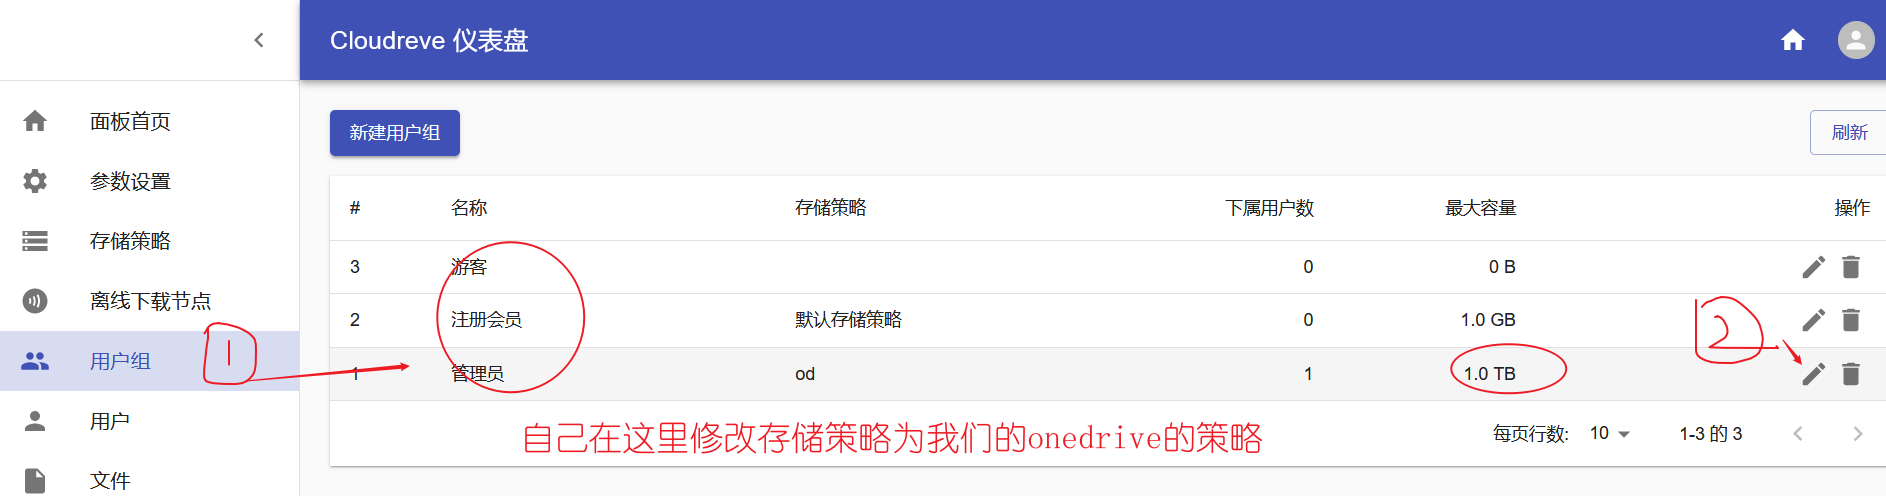 Cloudreve 仪表盘
面板首页
参数设置
存储策略
离线下载节点
用户组
用户
文件
新建用户组
刷新
# 名称 存储策略 下属用户数 最大容量 操作
3 游客 0 0 B
2 注册会员 默认存储策略 0 1.0 GB
1 管理员 od 1 1.0 TB
1
2
自己在这里修改存储策略为我们的onedrive的策略
每页行数: 10 1-3 的 3